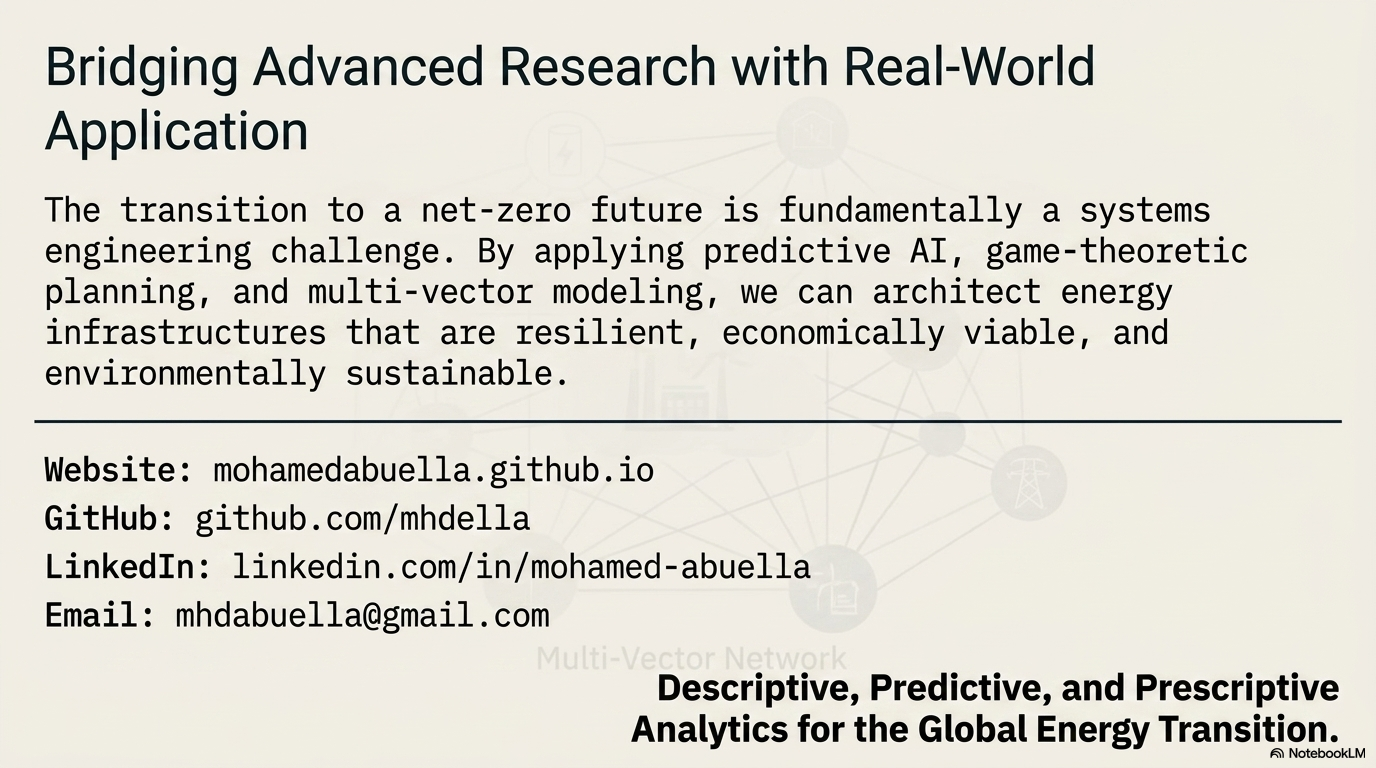 Bridging Advanced Research with Real-World
Application
The transition to a net-zero future is fundamentally a systems
engineering challenge. By applying predictive AI, game-theoretic
planning, and multi-vector modeling, we can architect energy
infrastructures that are resilient, economically viable, and
environmentally sustainable.
Website: mohamedabuella.github.io
GitHub: github.com/mhdella
LinkedIn: linkedin.com/in/mohamed-abuella
Email: mhdabuella@gmail.com
Multi-Vector Network
Descriptive, Predictive, and Prescriptive
Analytics for the Global Energy Transition.
NotebookLM